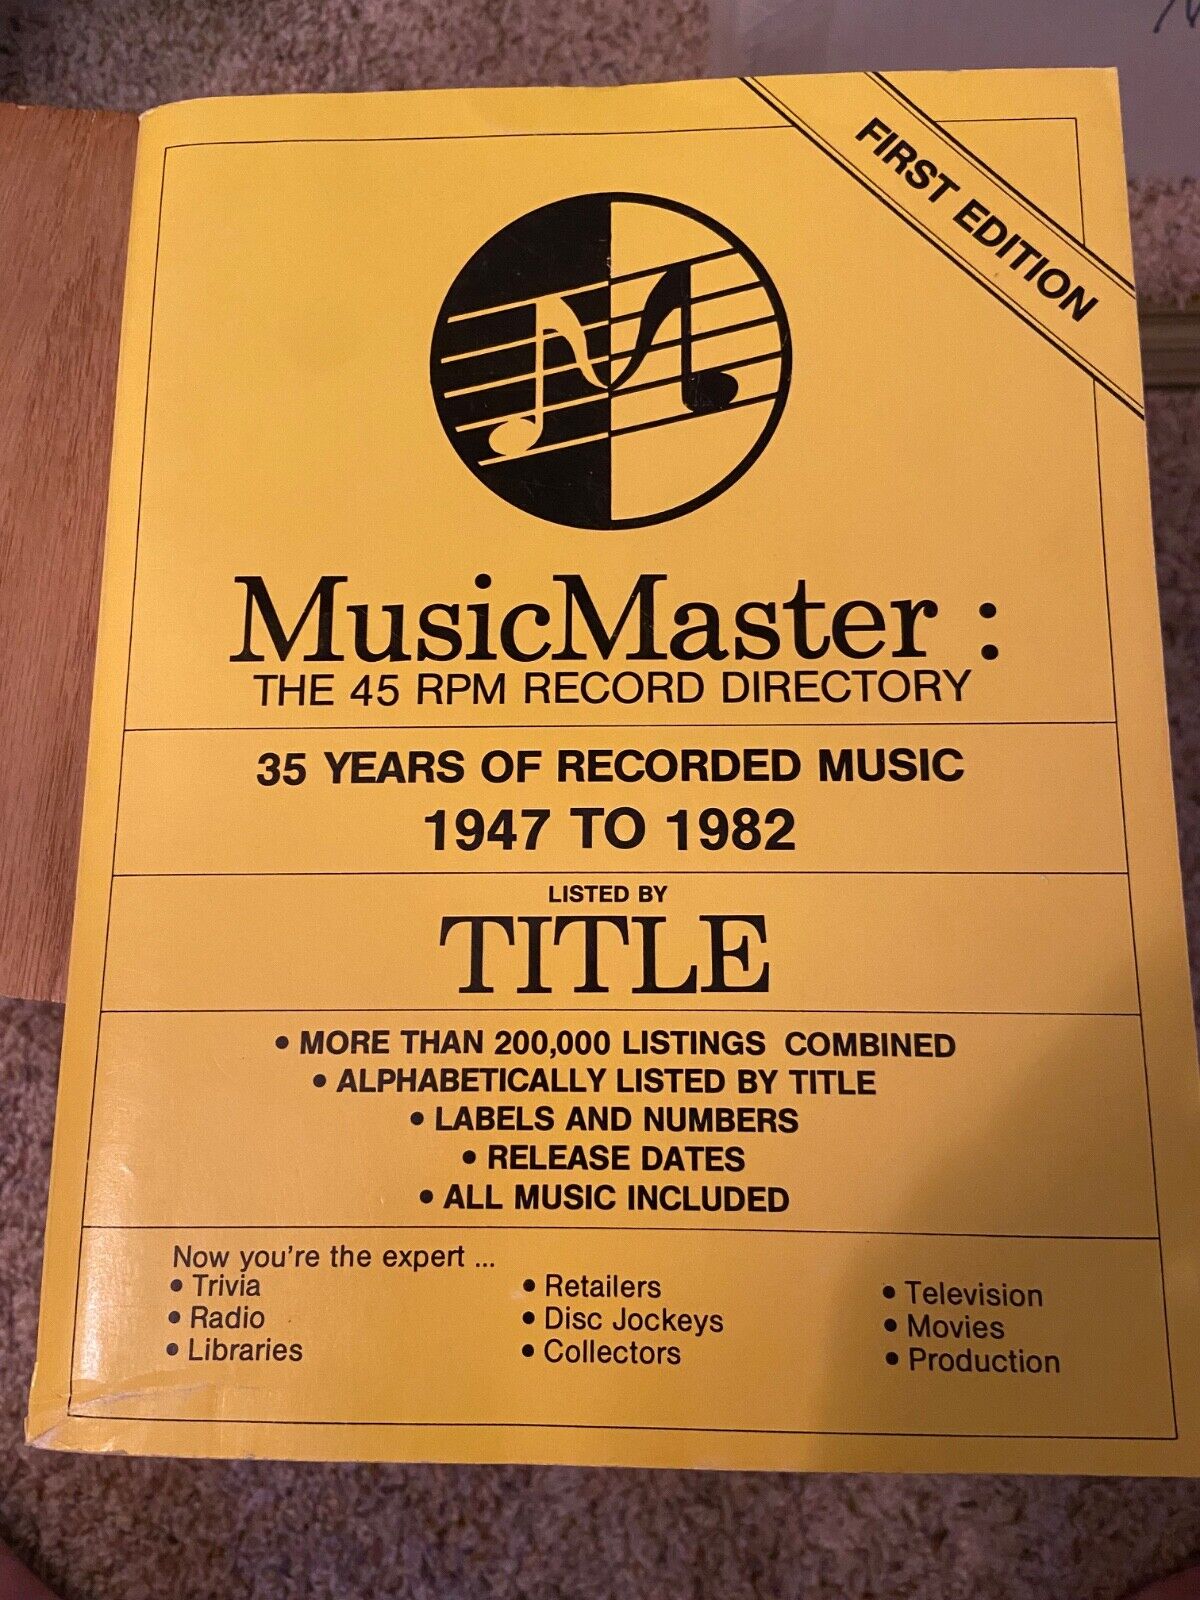 FIRST EDITION
MusicMaster :
THE 45 RPM RECORD DIRECTORY
35 YEARS OF RECORDED MUSIC
1947 TO 1982
LISTED BY
TITLE
• MORE THAN 200,000 LISTINGS COMBINED
• ALPHABETICALLY LISTED BY TITLE
• LABELS AND NUMBERS
• RELEASE DATES
• ALL MUSIC INCLUDED
Now you're the expert ...
• Trivia
• Radio
• Libraries
• Retailers
• Disc Jockeys
• Collectors
• Television
• Movies
• Production